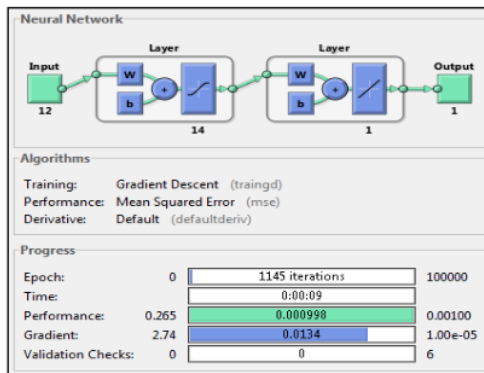 Neural Network
Layer Layer
Input Output
W W
+ +
b b
12 14 1 1
Algorithms
Training: Gradient Descent (traingd)
Performance: Mean Squared Error (mse)
Derivative: Default (defaultderiv)
Progress
Epoch: 0 1145 iterations 100000
Time: 0:00:09
Performance: 0.265 0.000998 0.00100
Gradient: 2.74 0.0134 1.00e-05
Validation Checks: 0 0 6